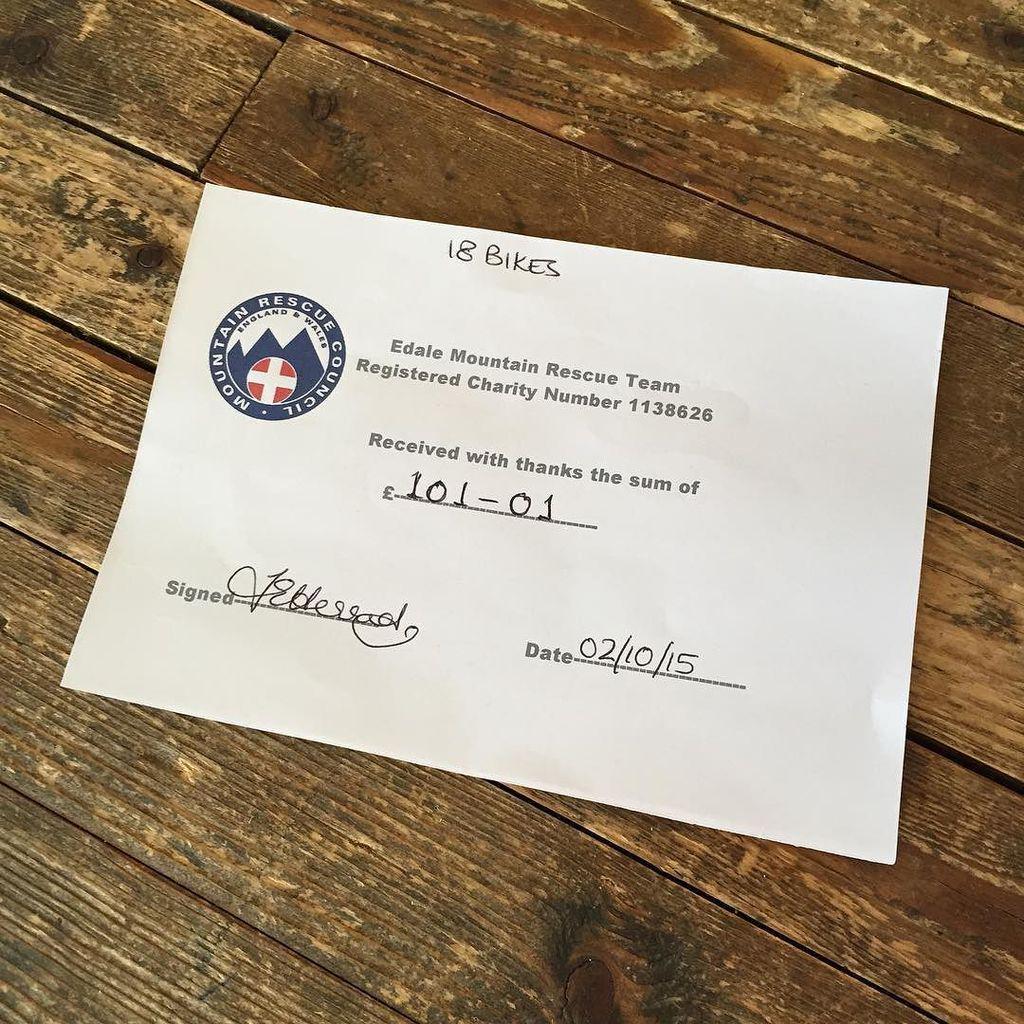 18 BIKES
MOUNTAIN RESCUE COUNCIL
ENGLAND & WALES
Edale Mountain Rescue Team
Registered Charity Number 1138626
Received with thanks the sum of
£ 101-01
Signed
Date 02/10/15